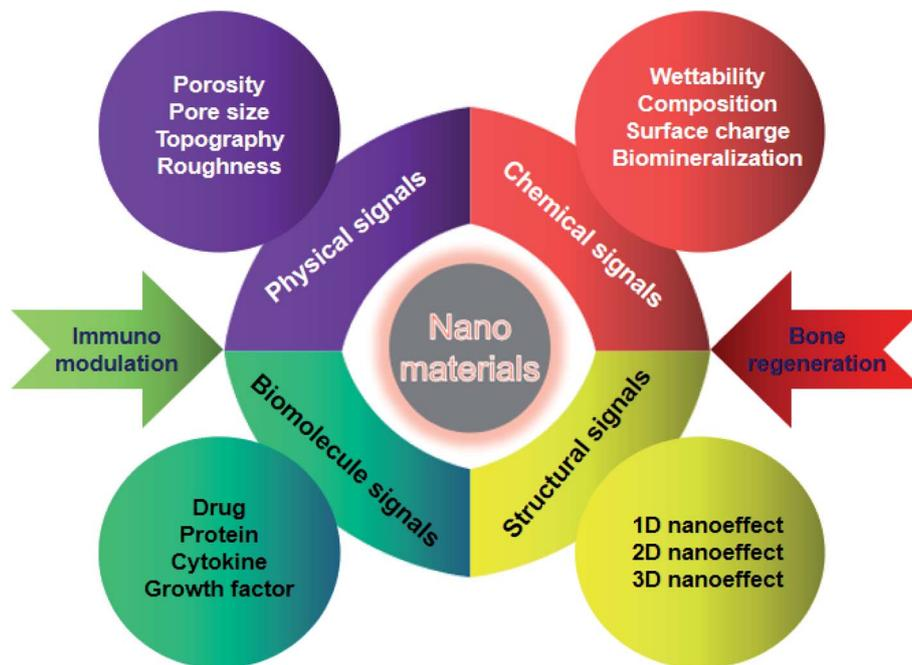 Porosity
Pore size
Topography
Roughness
Wettability
Composition
Surface charge
Biomineralization
Physical signals
Chemical signals
Immuno
modulation
Nano
materials
Bone
regeneration
Biomolecule signals
Structural signals
Drug
Protein
Cytokine
Growth factor
1D nanoeffect
2D nanoeffect
3D nanoeffect